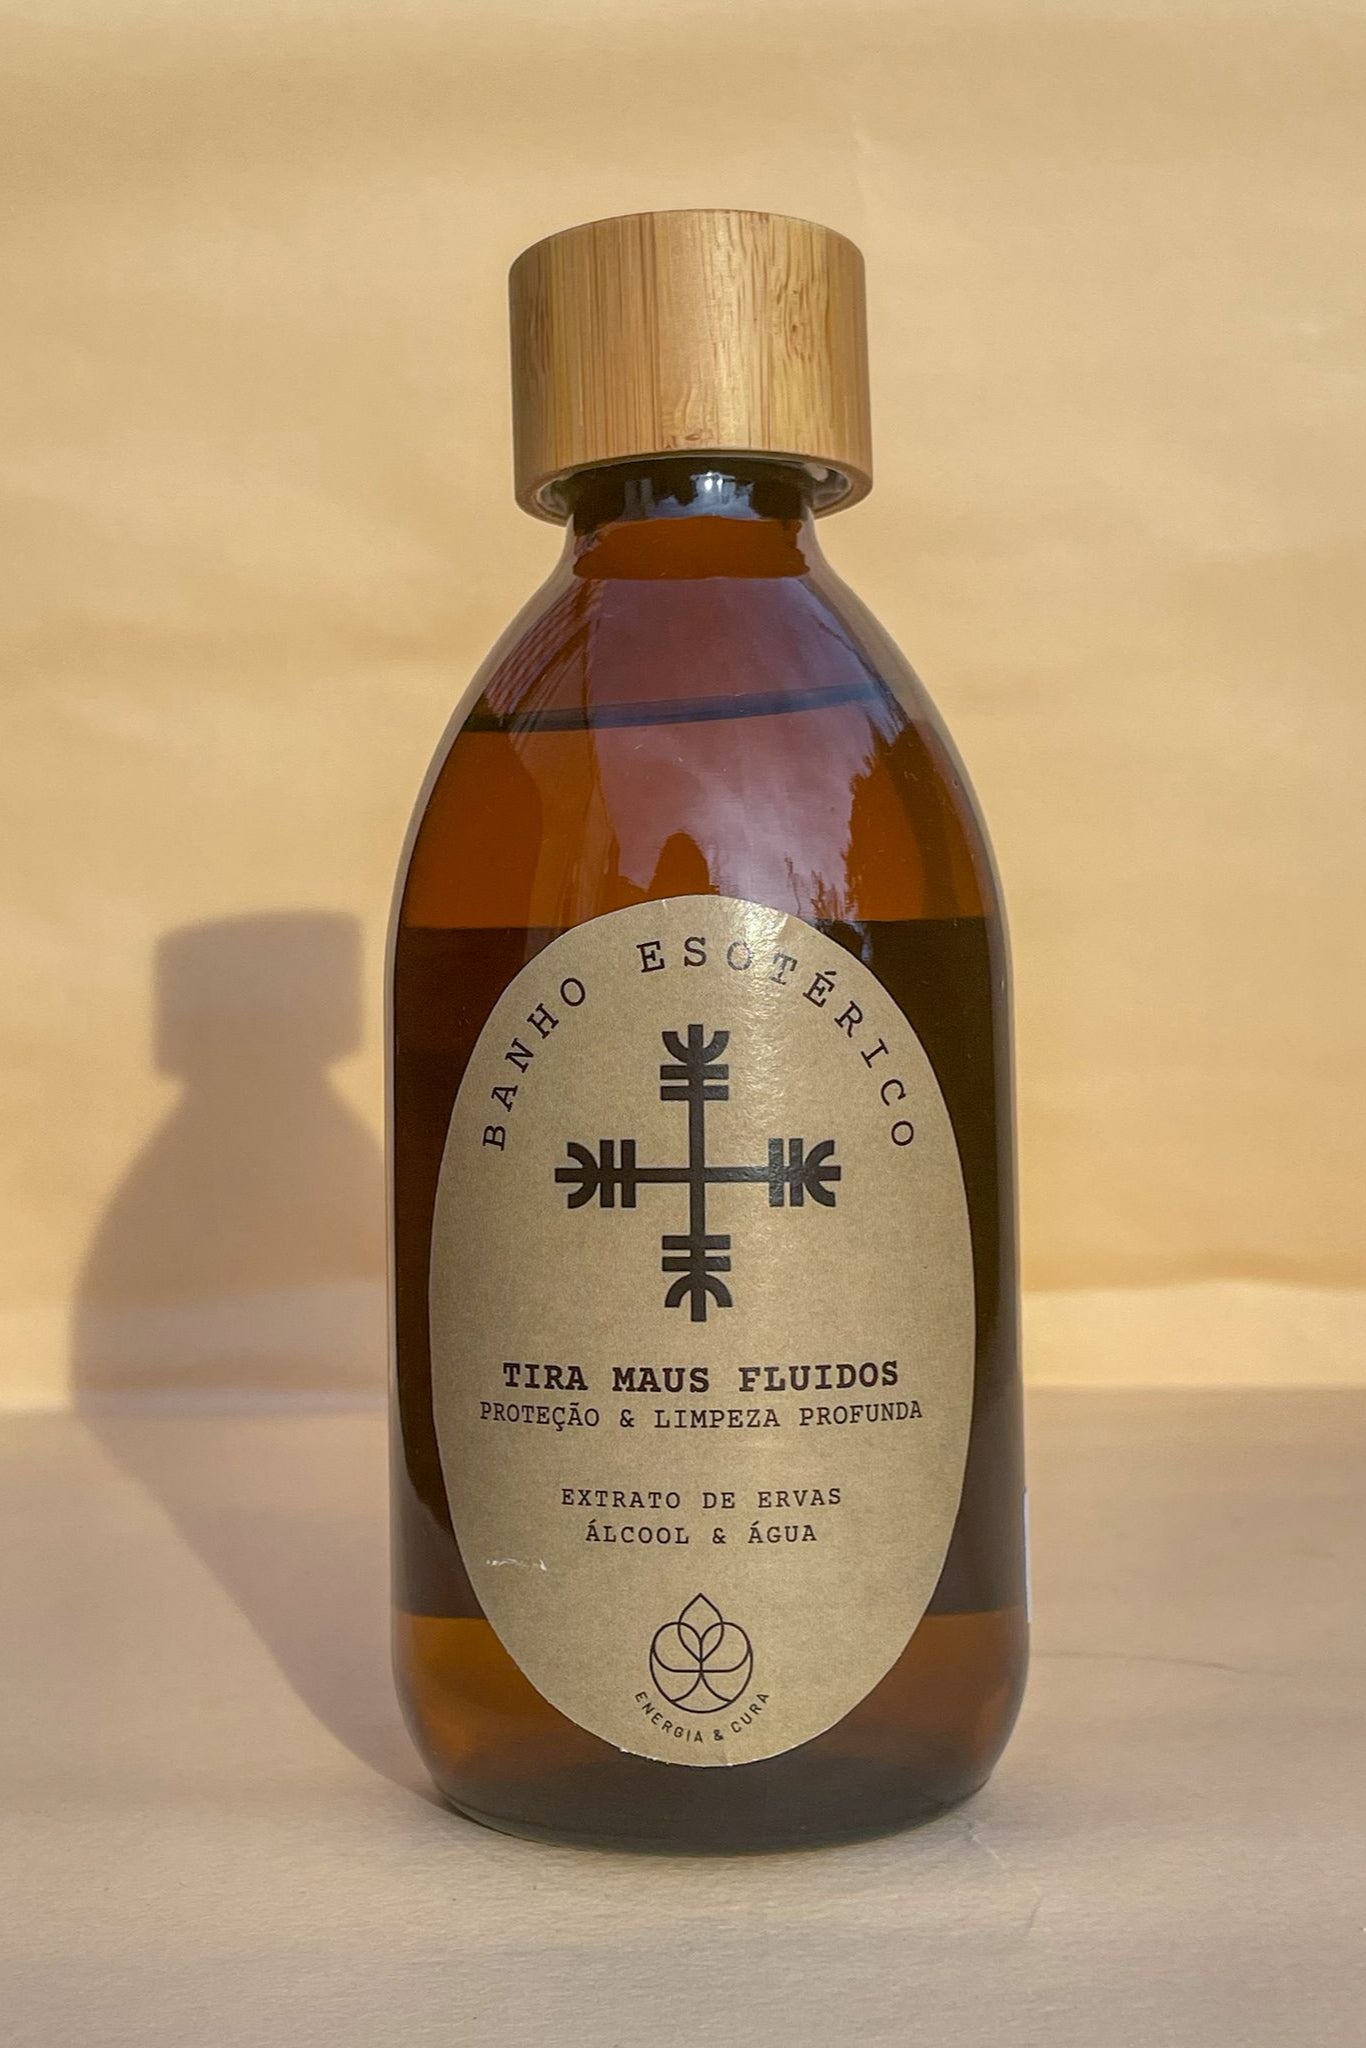 BANHO ESOTÉRICO
TIRA MAUS FLUIDOS
PROTEÇÃO & LIMPEZA PROFUNDA
EXTRATO DE ERVAS
ÁLCOOL & ÁGUA
ENERGIA & CURA